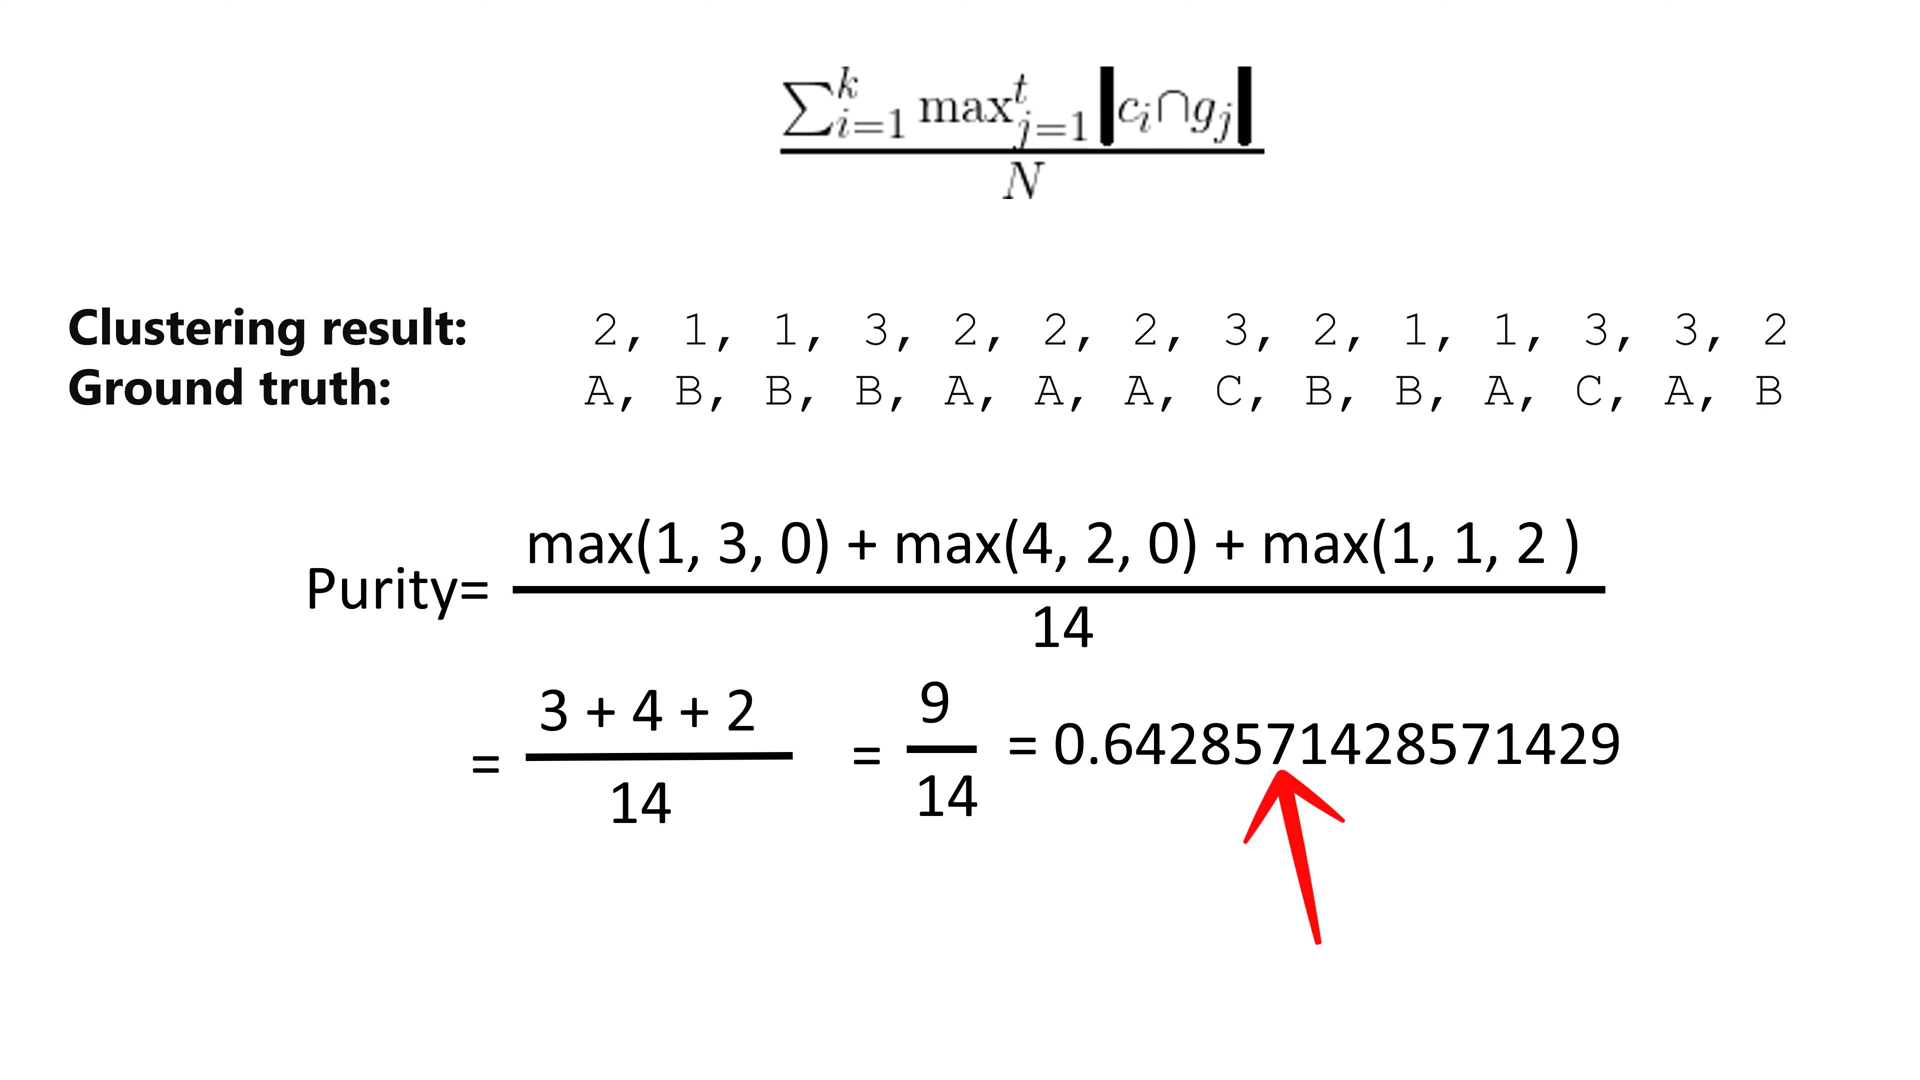 ∑ᵏᵢ₌₁ maxᵗⱼ₌₁ |cᵢ∩gⱼ|
N
Clustering result: 2, 1, 1, 3, 2, 2, 2, 3, 2, 1, 1, 3, 3, 2
Ground truth: A, B, B, B, A, A, A, C, B, B, A, C, A, B
max(1, 3, 0) + max(4, 2, 0) + max(1, 1, 2 )
Purity=
14
3 + 4 + 2
9
= = = 0.6428571428571429
14
14